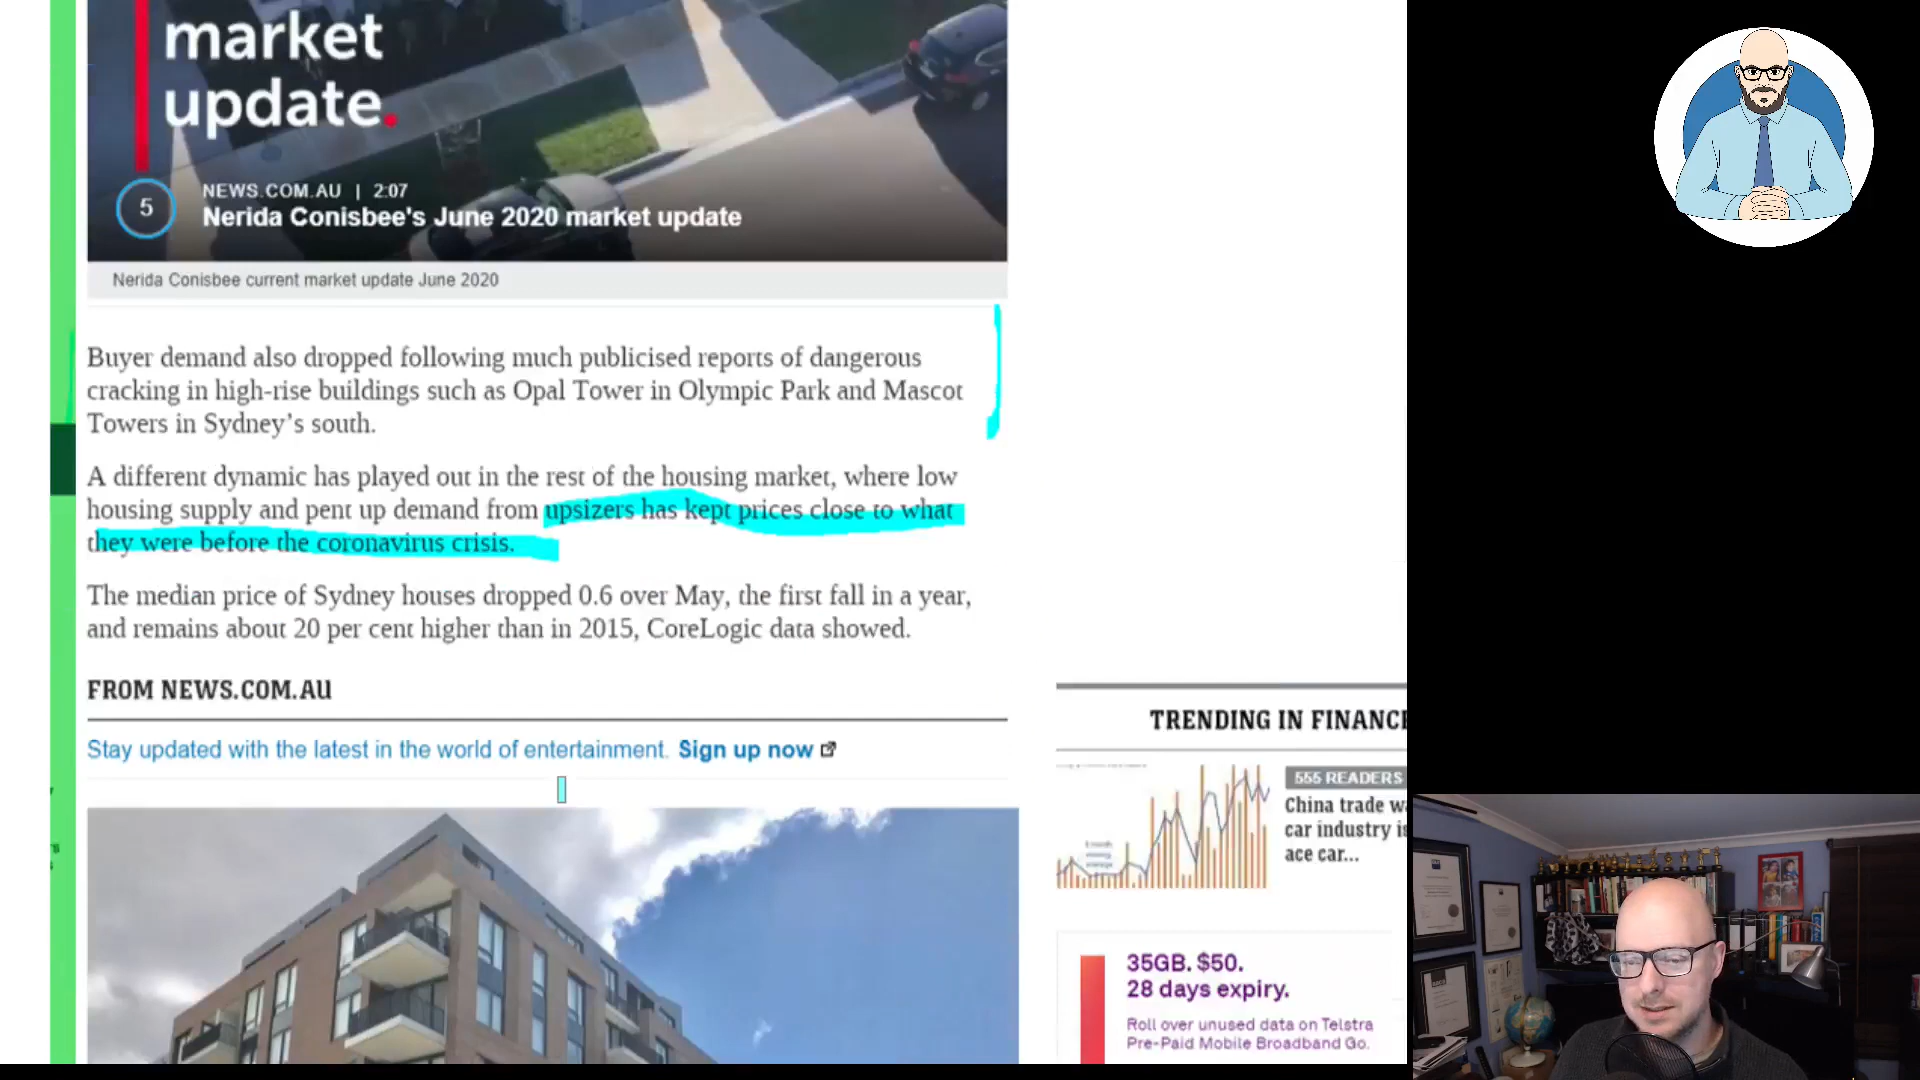 market
update.
5
NEWS.COM.AU | 2:07
Nerida Conisbee's June 2020 market update
Nerida Conisbee current market update June 2020
Buyer demand also dropped following much publicised reports of dangerous
cracking in high-rise buildings such as Opal Tower in Olympic Park and Mascot
Towers in Sydney’s south.
A different dynamic has played out in the rest of the housing market, where low
housing supply and pent up demand from upsizers has kept prices close to what
they were before the coronavirus crisis.
The median price of Sydney houses dropped 0.6 over May, the first fall in a year,
and remains about 20 per cent higher than in 2015, CoreLogic data showed.
FROM NEWS.COM.AU
Stay updated with the latest in the world of entertainment. Sign up now
TRENDING IN FINANCE
555 READERS
China trade
car industry
ace car...
35GB. $50.
28 days expiry.
Roll over unused data on Telstra
Pre-Paid Mobile Broadband Go.